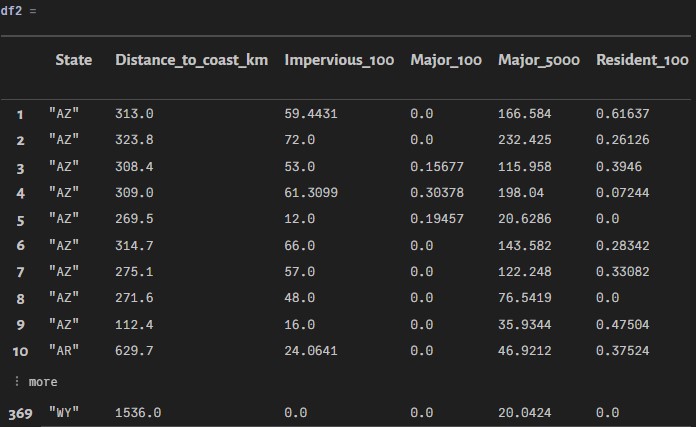 df2 =
State Distance_to_coast_km Impervious_100 Major_100 Major_5000 Resident_100
1 "AZ" 313.0 59.4431 0.0 166.584 0.61637
2 "AZ" 323.8 72.0 0.0 232.425 0.26126
3 "AZ" 308.4 53.0 0.15677 115.958 0.3946
4 "AZ" 309.0 61.3099 0.30378 198.04 0.07244
5 "AZ" 269.5 12.0 0.19457 20.6286 0.0
6 "AZ" 314.7 66.0 0.0 143.582 0.28342
7 "AZ" 275.1 57.0 0.0 122.248 0.33082
8 "AZ" 271.6 48.0 0.0 76.5419 0.0
9 "AZ" 112.4 16.0 0.0 35.9344 0.47504
10 "AR" 629.7 24.0641 0.0 46.9212 0.37524
⋮ more
369 "WY" 1536.0 0.0 0.0 20.0424 0.0